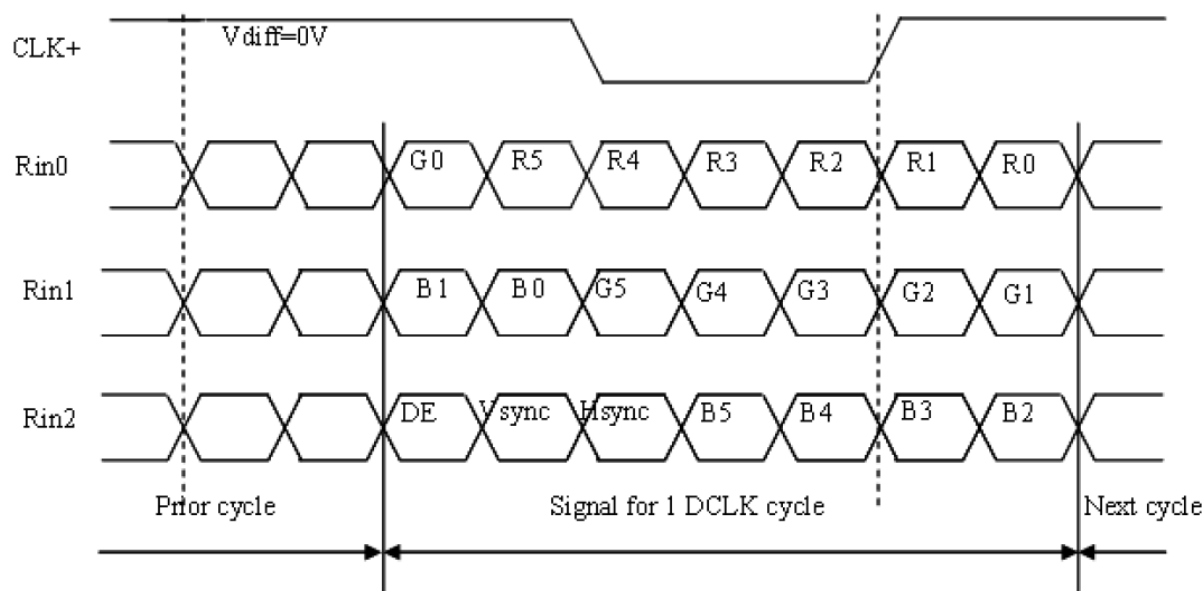 CLK+ Vdiff=0V
Rin0 G0 R5 R4 R3 R2 R1 R0
Rin1 B1 B0 G5 G4 G3 G2 G1
Rin2 DE Vsync Hsync B5 B4 B3 B2
Prior cycle Signal for 1 DCLK cycle Next cycle